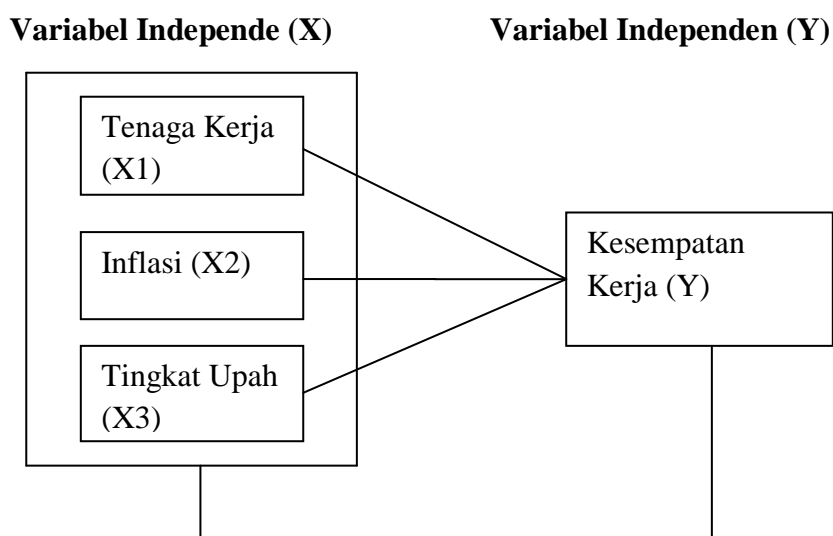 Variabel Independe (X)
Variabel Independen (Y)
Tenaga Kerja
(X1)
Inflasi (X2)
Tingkat Upah
(X3)
Kesempatan
Kerja (Y)